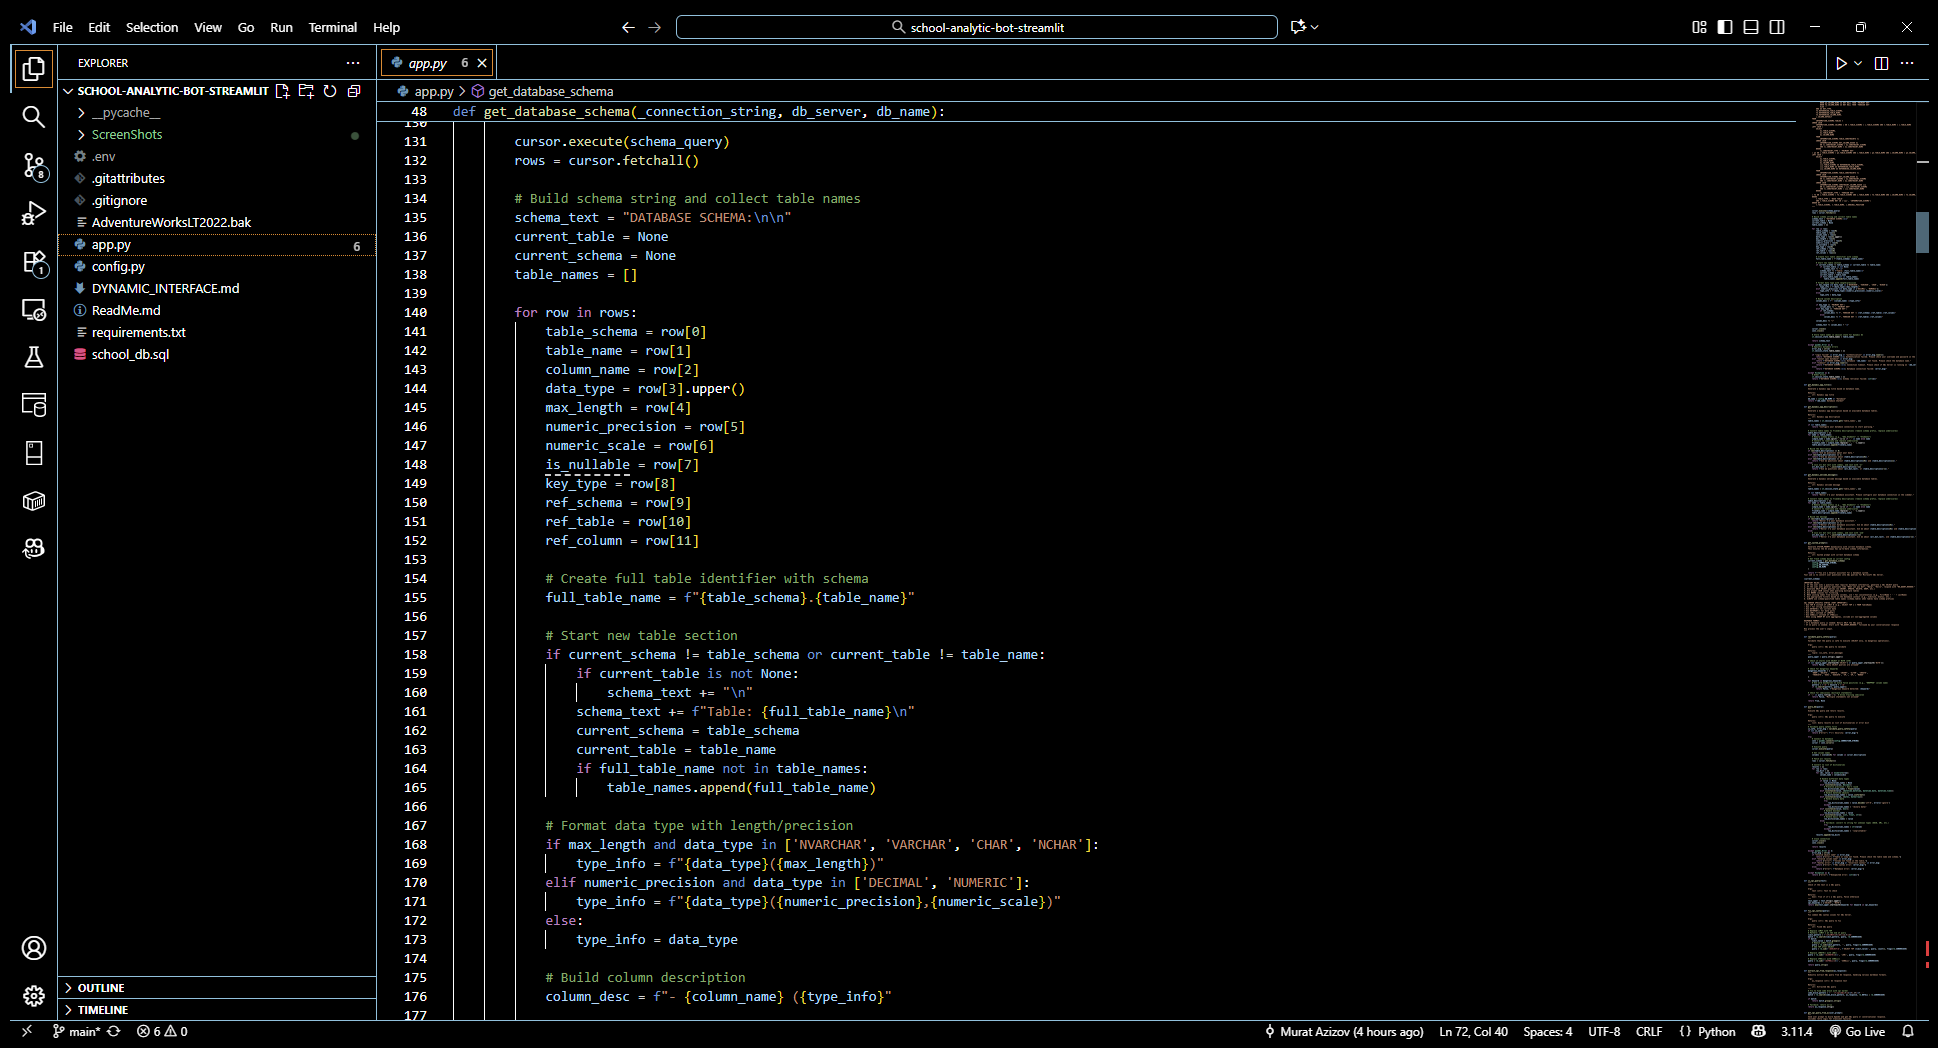 File Edit Selection View Go Run Terminal Help
school-analytic-bot-streamlit
EXPLORER
SCHOOL-ANALYTIC-BOT-STREAMLIT
__pycache__
ScreenShots
.env
.gitattributes
.gitignore
AdventureWorksLT2022.bak
app.py 6
config.py
DYNAMIC_INTERFACE.md
ReadMe.md
requirements.txt
school_db.sql
OUTLINE
TIMELINE
8
1
app.py 6
app.py > get_database_schema
48 def get_database_schema(_connection_string, db_server, db_name):
130
131 cursor.execute(schema_query)
132 rows = cursor.fetchall()
133
134 # Build schema string and collect table names
135 schema_text = "DATABASE SCHEMA:\n\n"
136 current_table = None
137 current_schema = None
138 table_names = []
139
140 for row in rows:
141 table_schema = row[0]
142 table_name = row[1]
143 column_name = row[2]
144 data_type = row[3].upper()
145 max_length = row[4]
146 numeric_precision = row[5]
147 numeric_scale = row[6]
148 is_nullable = row[7]
149 key_type = row[8]
150 ref_schema = row[9]
151 ref_table = row[10]
152 ref_column = row[11]
153
154 # Create full table identifier with schema
155 full_table_name = f"{table_schema}.{table_name}"
156
157 # Start new table section
158 if current_schema != table_schema or current_table != table_name:
159 if current_table is not None:
160 schema_text += "\n"
161 schema_text += f"Table: {full_table_name}\n"
162 current_schema = table_schema
163 current_table = table_name
164 if full_table_name not in table_names:
165 table_names.append(full_table_name)
166
167 # Format data type with length/precision
168 if max_length and data_type in ['NVARCHAR', 'VARCHAR', 'CHAR', 'NCHAR']:
169 type_info = f"{data_type}({max_length})"
170 elif numeric_precision and data_type in ['DECIMAL', 'NUMERIC']:
171 type_info = f"{data_type}({numeric_precision},{numeric_scale})"
172 else:
173 type_info = data_type
174
175 # Build column description
176 column_desc = f"- {column_name} ({type_info}"
177
main* 6 0 Murat Azizov (4 hours ago) Ln 72, Col 40 Spaces: 4 UTF-8 CRLF {} Python 3.11.4 Go Live